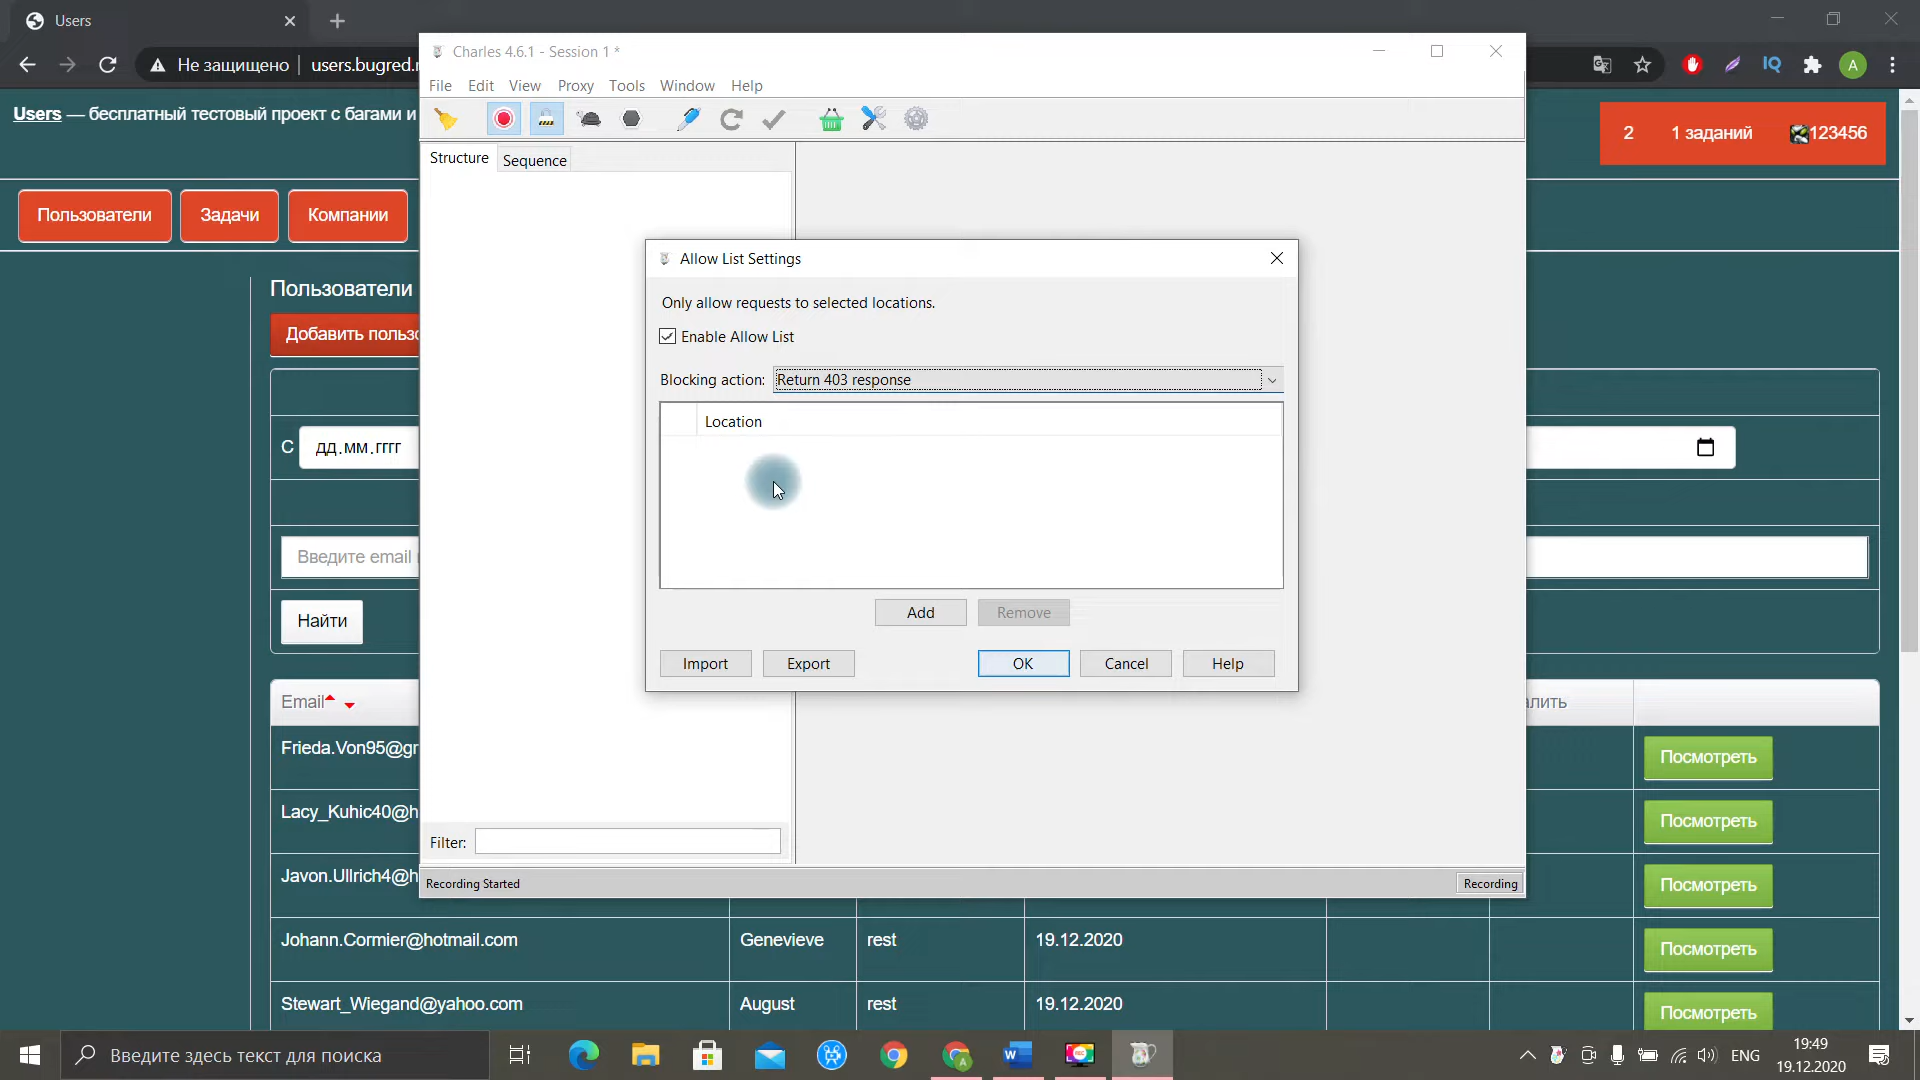 Users
Не защищено
users.bugred.r
Charles 4.6.1 - Session 1 *
File Edit View Proxy Tools Window Help
IQ
A
Users — бесплатный тестовый проект с багами и
2 1 заданий 123456
Structure Sequence
Пользователи Задачи Компании
Allow List Settings
Only allow requests to selected locations.
Enable Allow List
Blocking action: Return 403 response
Location
Add Remove
Import Export OK Cancel Help
Пользователи
Добавить пользо
С дд.мм.гггг
Введите email
Найти
Filter:
Recording Started Recording
Email алить
Frieda.Von95@gr Посмотреть
Lacy_Kuhic40@h Посмотреть
Javon.Ullrich4@h Посмотреть
Johann.Cormier@hotmail.com Genevieve rest 19.12.2020 Посмотреть
Stewart_Wiegand@yahoo.com August rest 19.12.2020 Посмотреть
Введите здесь текст для поиска
A
ENG
19:49
19.12.2020